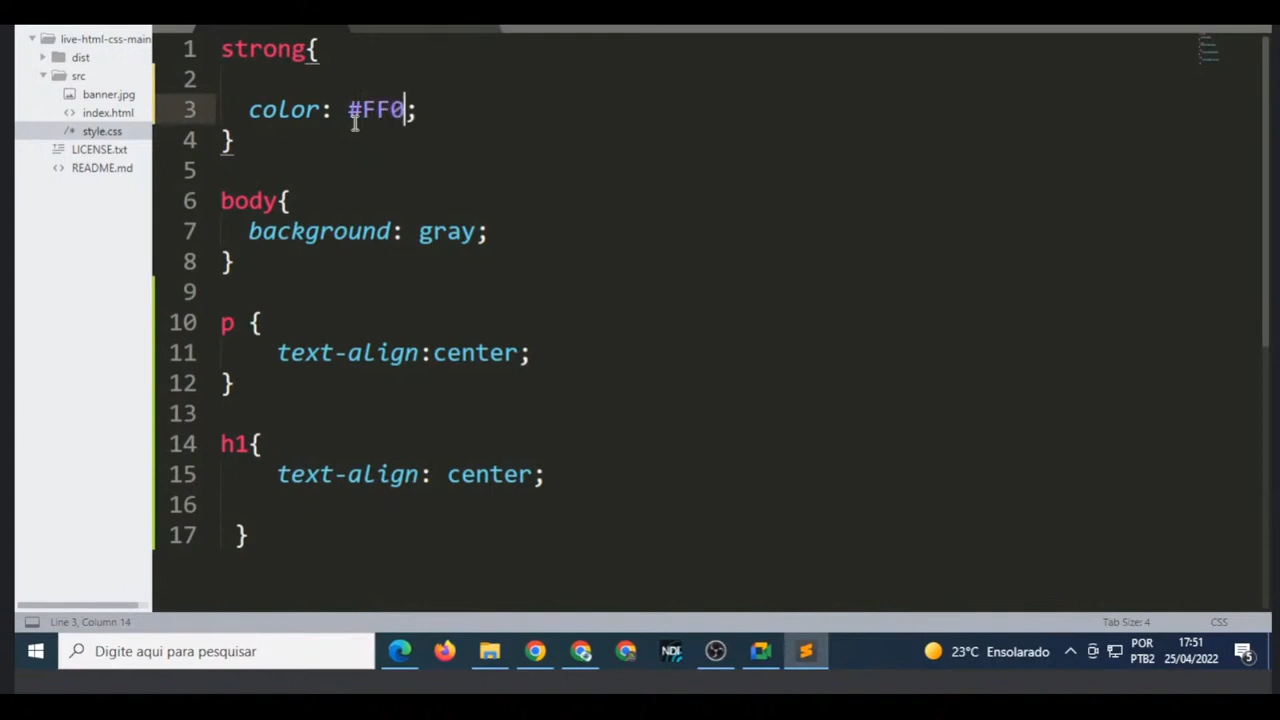 live-html-css-main
dist
src
banner.jpg
<> index.html
/* style.css
LICENSE.txt
<> README.md
1 strong{
2
3 color: #FF0;
4 }
5
6 body{
7 background: gray;
8 }
9
10 p {
11 text-align:center;
12 }
13
14 h1{
15 text-align: center;
16
17 }
Line 3, Column 14
Tab Size: 4
CSS
Digite aqui para pesquisar
NDI
23°C Ensolarado
POR
PTB2
17:51
25/04/2022
5